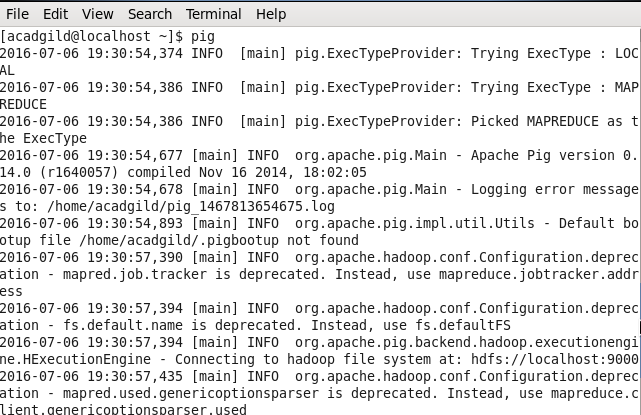 File Edit View Search Terminal Help
[acadgild@localhost ~]$ pig
2016-07-06 19:30:54,374 INFO  [main] pig.ExecTypeProvider: Trying ExecType : LOC
AL
2016-07-06 19:30:54,386 INFO  [main] pig.ExecTypeProvider: Trying ExecType : MAP
REDUCE
2016-07-06 19:30:54,386 INFO  [main] pig.ExecTypeProvider: Picked MAPREDUCE as t
he ExecType
2016-07-06 19:30:54,677 [main] INFO  org.apache.pig.Main - Apache Pig version 0.
14.0 (r1640057) compiled Nov 16 2014, 18:02:05
2016-07-06 19:30:54,678 [main] INFO  org.apache.pig.Main - Logging error message
s to: /home/acadgild/pig_1467813654675.log
2016-07-06 19:30:54,893 [main] INFO  org.apache.pig.impl.util.Utils - Default bo
otup file /home/acadgild/.pigbootup not found
2016-07-06 19:30:57,390 [main] INFO  org.apache.hadoop.conf.Configuration.deprec
ation - mapred.job.tracker is deprecated. Instead, use mapreduce.jobtracker.addr
ess
2016-07-06 19:30:57,394 [main] INFO  org.apache.hadoop.conf.Configuration.deprec
ation - fs.default.name is deprecated. Instead, use fs.defaultFS
2016-07-06 19:30:57,394 [main] INFO  org.apache.pig.backend.hadoop.executionengi
ne.HExecutionEngine - Connecting to hadoop file system at: hdfs://localhost:9000
2016-07-06 19:30:57,435 [main] INFO  org.apache.hadoop.conf.Configuration.deprec
ation - mapred.used.genericoptionsparser is deprecated. Instead, use mapreduce.c
lient.genericoptionsparser.used